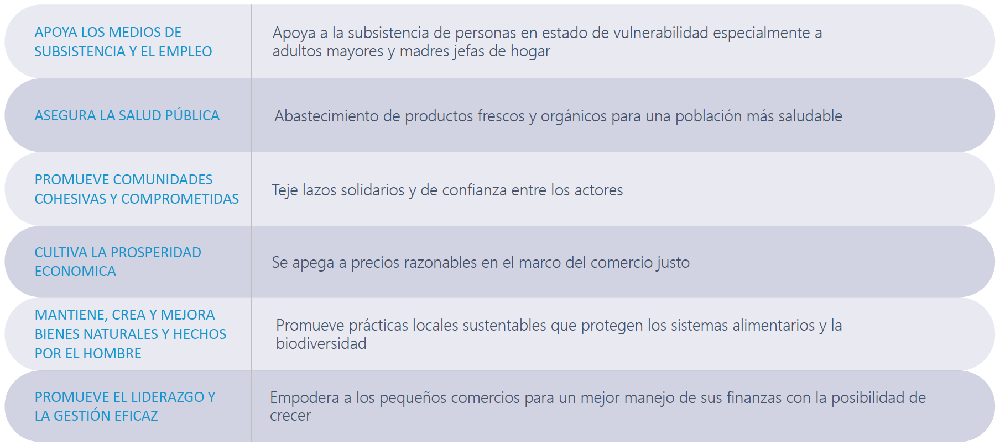 APOYA LOS MEDIOS DE
SUBSISTENCIA Y EL EMPLEO
Apoya a la subsistencia de personas en estado de vulnerabilidad especialmente a
adultos mayores y madres jefas de hogar
ASEGURA LA SALUD PÚBLICA
Abastecimiento de productos frescos y orgánicos para una población más saludable
PROMUEVE COMUNIDADES
COHESIVAS Y COMPROMETIDAS
Teje lazos solidarios y de confianza entre los actores
CULTIVA LA PROSPERIDAD
ECONOMICA
Se apega a precios razonables en el marco del comercio justo
MANTIENE, CREA Y MEJORA
BIENES NATURALES Y HECHOS
POR EL HOMBRE
Promueve prácticas locales sustentables que protegen los sistemas alimentarios y la
biodiversidad
PROMUEVE EL LIDERAZGO Y
LA GESTIÓN EFICAZ
Empodera a los pequeños comercios para un mejor manejo de sus finanzas con la posibilidad de
crecer